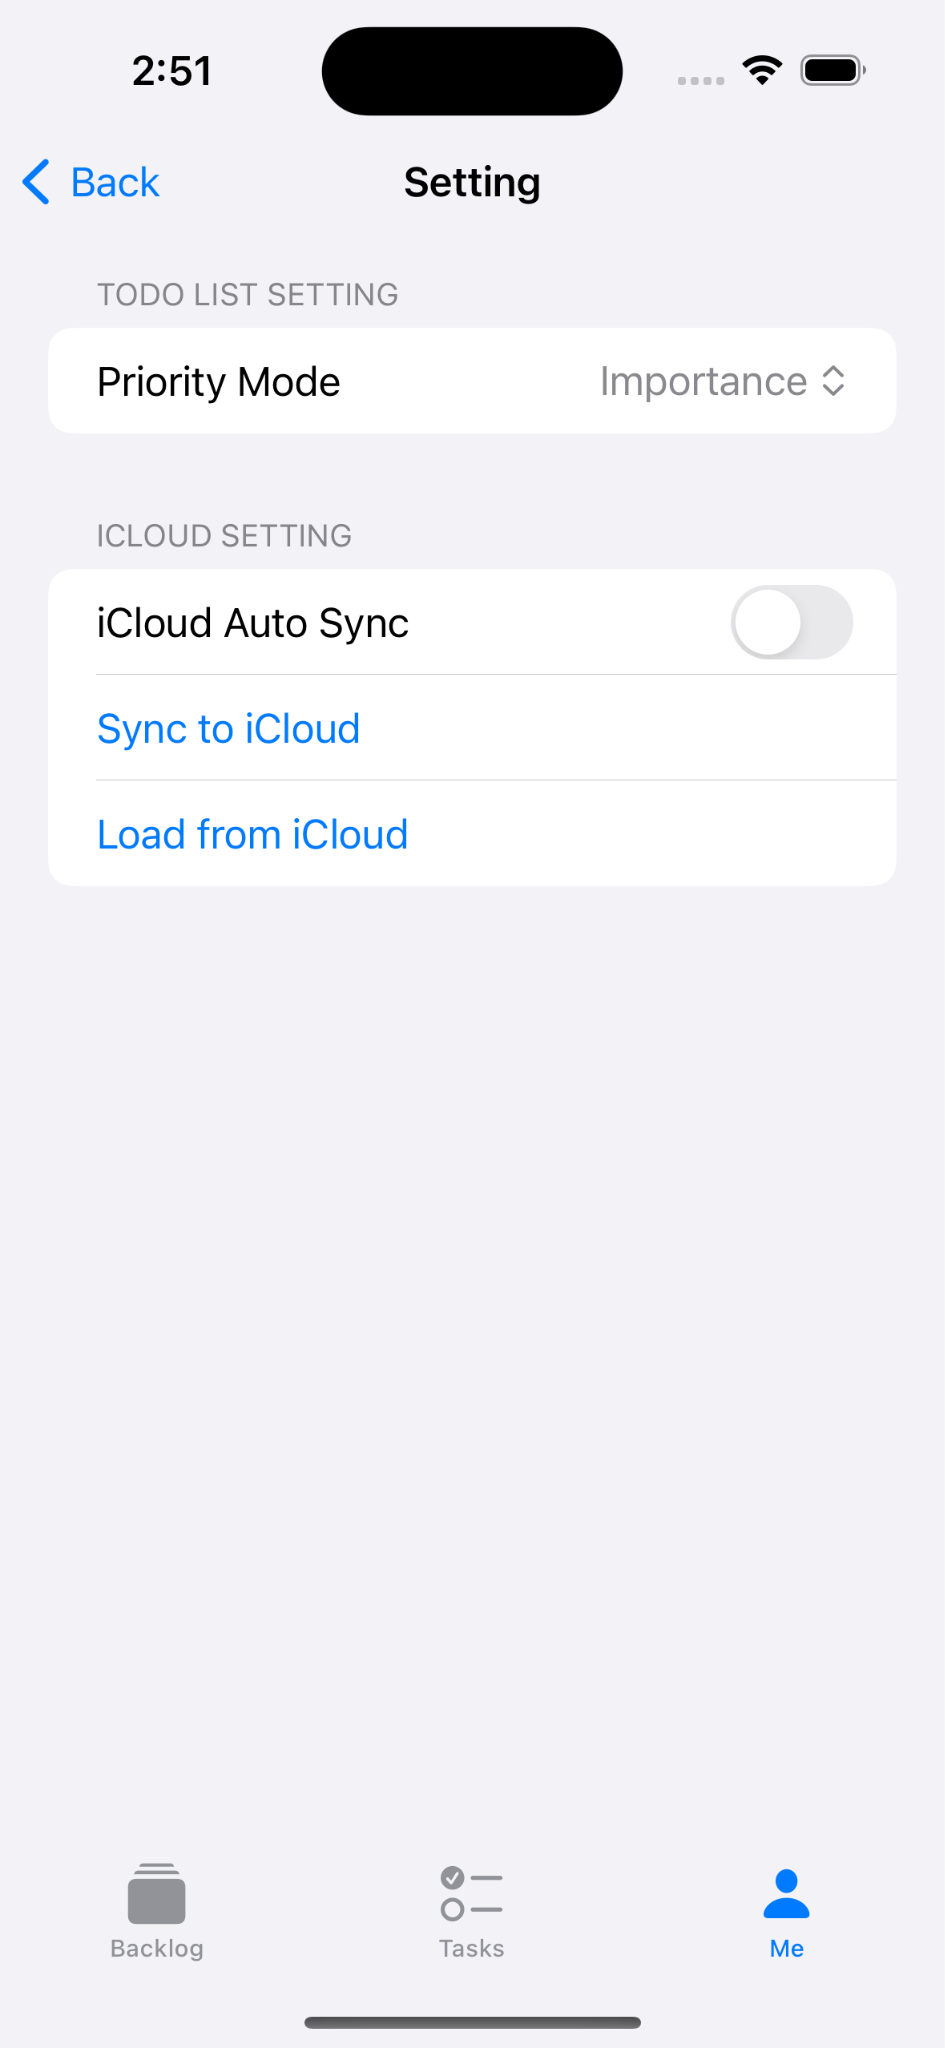 2:51
Back
Setting
TODO LIST SETTING
Priority Mode
Importance
ICLOUD SETTING
iCloud Auto Sync
Sync to iCloud
Load from iCloud
Backlog
Tasks
Me